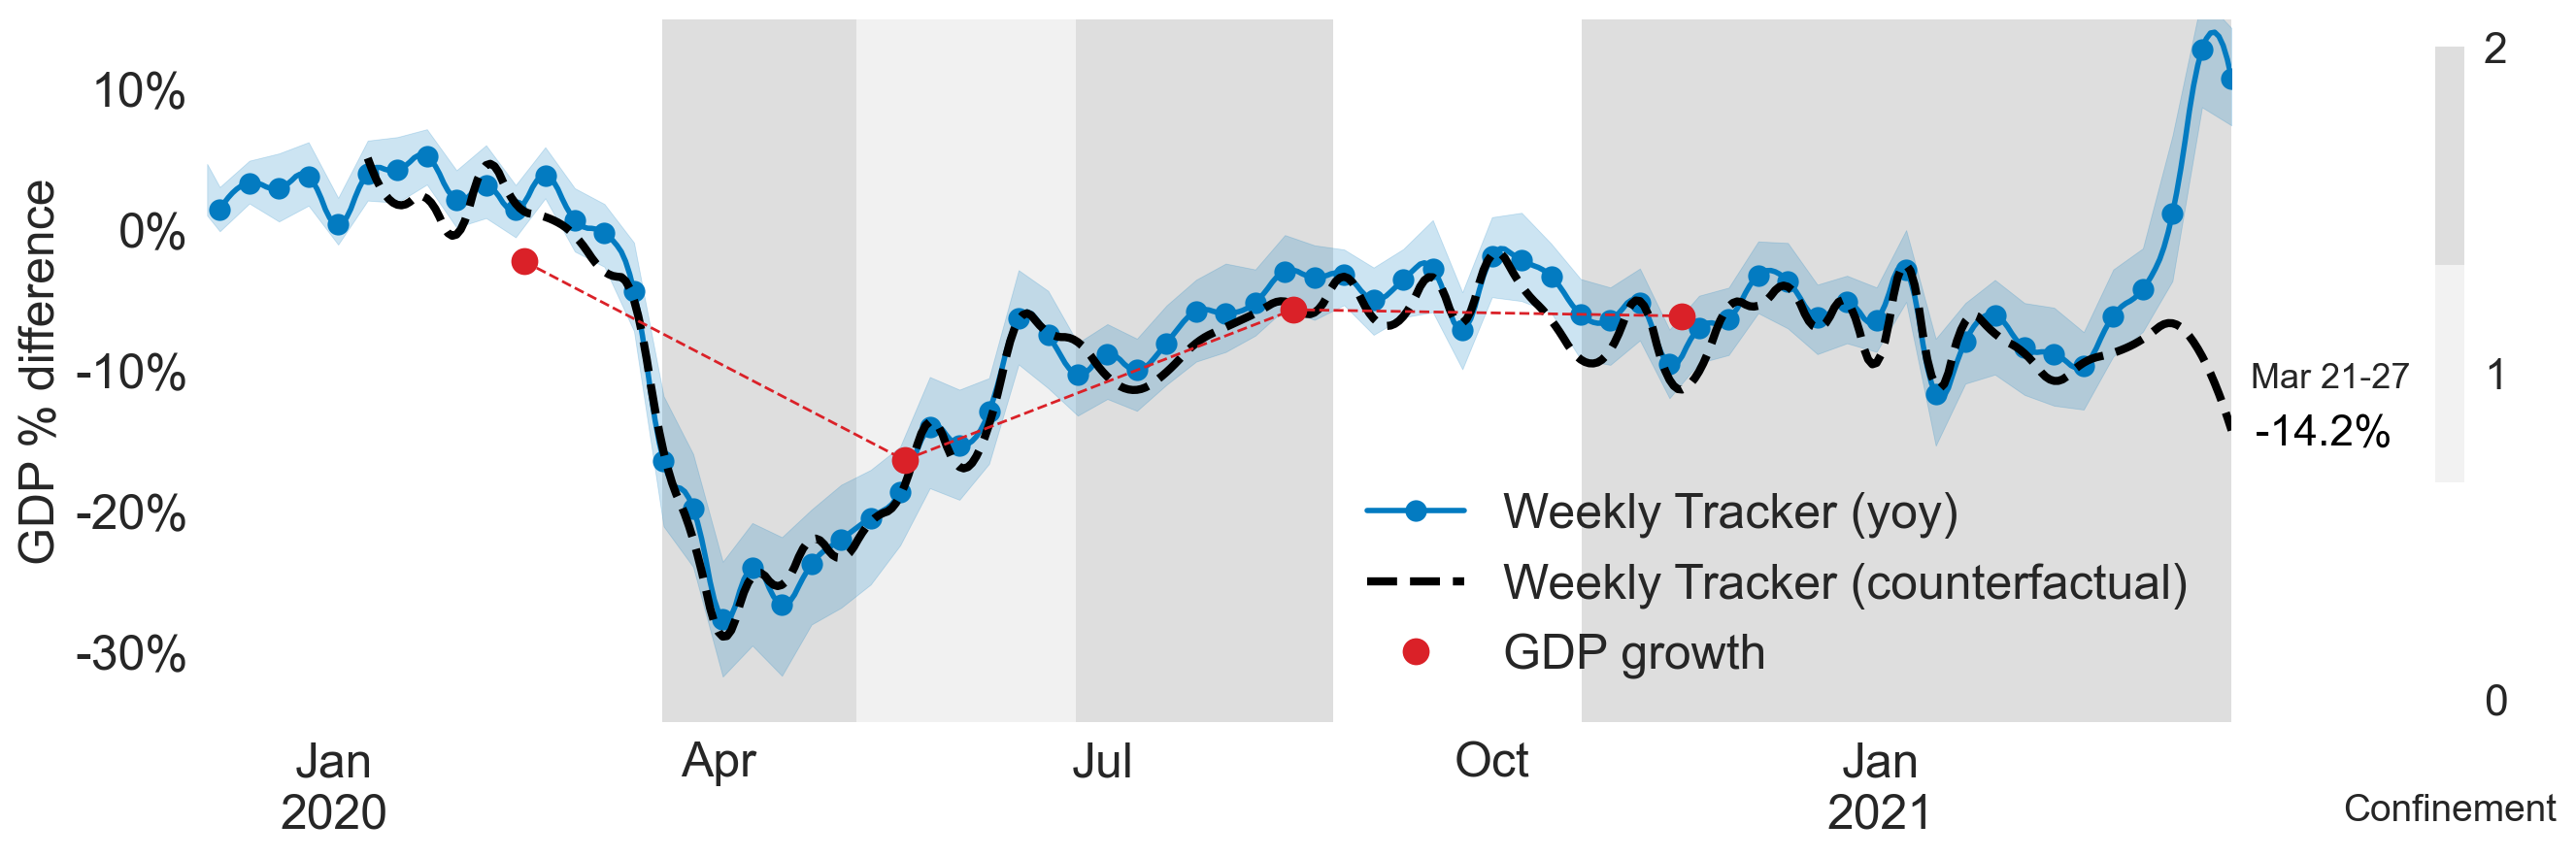 GDP % difference
10%
0%
-10%
-20%
-30%
Jan
2020
Apr
Jul
Oct
Jan
2021
Weekly Tracker (yoy)
Weekly Tracker (counterfactual)
GDP growth
Mar 21-27
-14.2%
2
1
0
Confinement